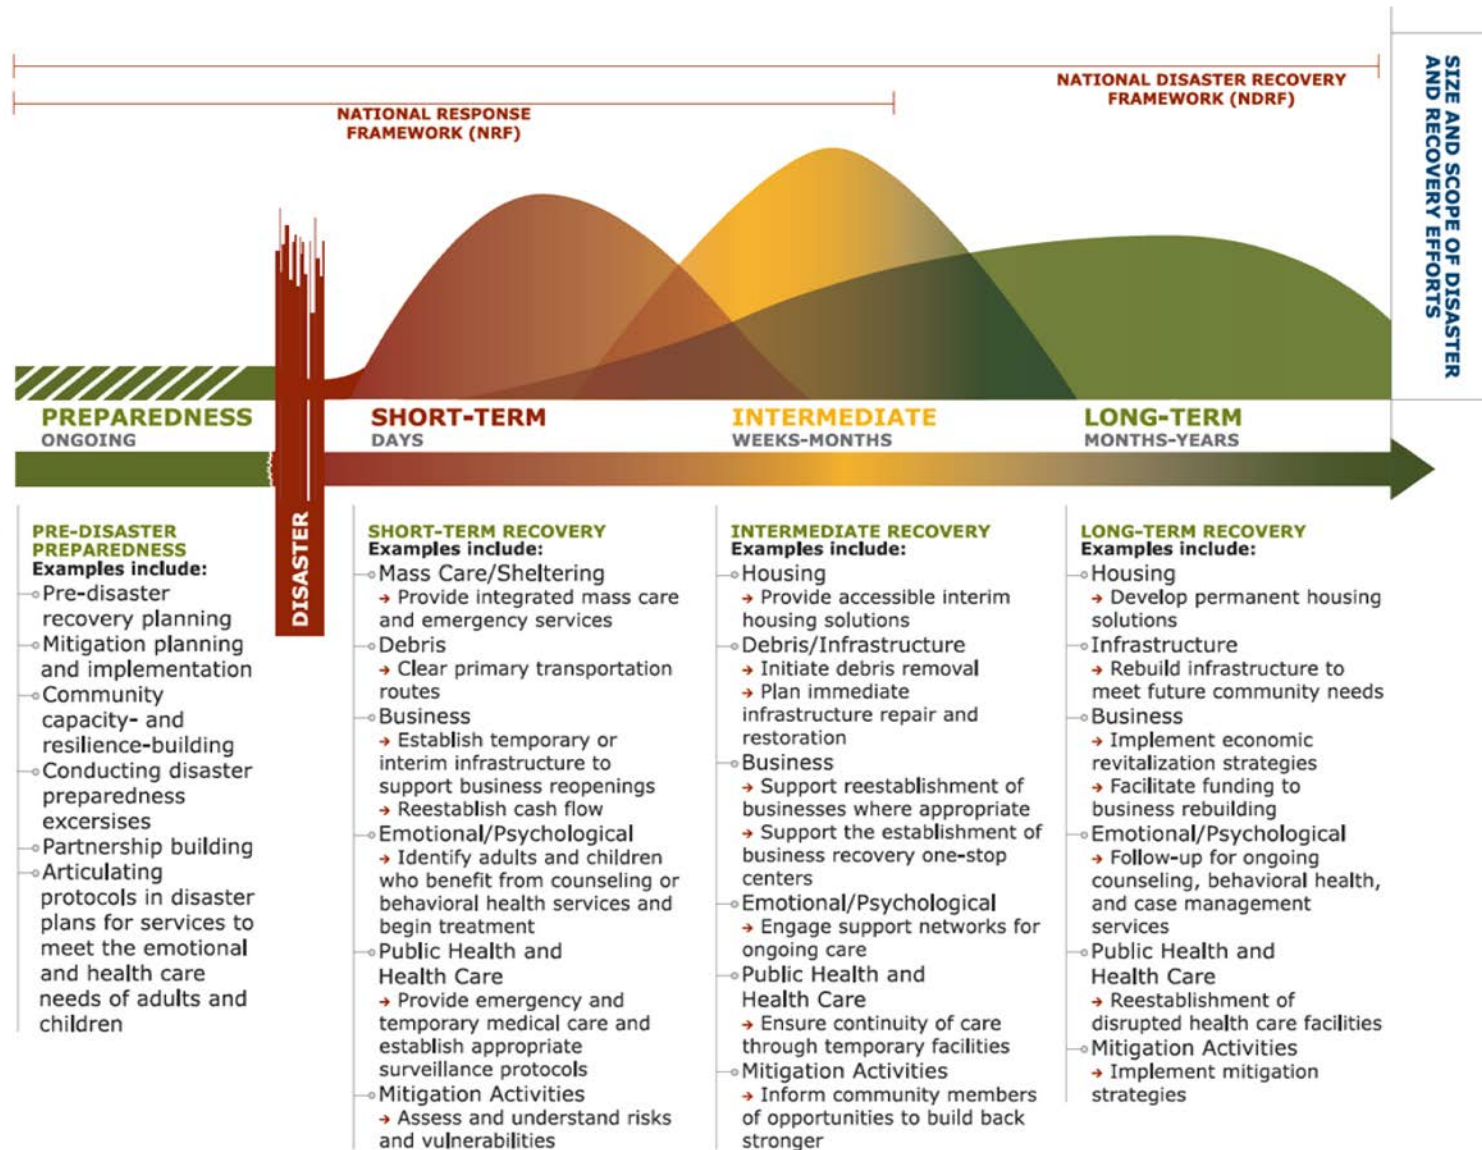 NATIONAL DISASTER RECOVERY
FRAMEWORK (NDRF)
NATIONAL RESPONSE
FRAMEWORK (NRF)
SIZE AND SCOPE OF DISASTER
AND RECOVERY EFFORTS
PREPAREDNESS
ONGOING
SHORT-TERM
DAYS
INTERMEDIATE
WEEKS-MONTHS
LONG-TERM
MONTHS-YEARS
DISASTER
PRE-DISASTER
PREPAREDNESS
Examples include:
Pre-disaster
recovery planning
Mitigation planning
and implementation
Community
capacity- and
resilience-building
Conducting disaster
preparedness
excersises
Partnership building
Articulating
protocols in disaster
plans for services to
meet the emotional
and health care
needs of adults and
children
SHORT-TERM RECOVERY
Examples include:
Mass Care/Sheltering
→ Provide integrated mass care
and emergency services
Debris
→ Clear primary transportation
routes
Business
→ Establish temporary or
interim infrastructure to
support business reopenings
→ Reestablish cash flow
Emotional/Psychological
→ Identify adults and children
who benefit from counseling or
behavioral health services and
begin treatment
Public Health and
Health Care
→ Provide emergency and
temporary medical care and
establish appropriate
surveillance protocols
Mitigation Activities
→ Assess and understand risks
and vulnerabilities
INTERMEDIATE RECOVERY
Examples include:
Housing
→ Provide accessible interim
housing solutions
Debris/Infrastructure
→ Initiate debris removal
→ Plan immediate
infrastructure repair and
restoration
Business
→ Support reestablishment of
businesses where appropriate
→ Support the establishment of
business recovery one-stop
centers
Emotional/Psychological
→ Engage support networks for
ongoing care
Public Health and
Health Care
→ Ensure continuity of care
through temporary facilities
Mitigation Activities
→ Inform community members
of opportunities to build back
stronger
LONG-TERM RECOVERY
Examples include:
Housing
→ Develop permanent housing
solutions
Infrastructure
→ Rebuild infrastructure to
meet future community needs
Business
→ Implement economic
revitalization strategies
→ Facilitate funding to
business rebuilding
Emotional/Psychological
→ Follow-up for ongoing
counseling, behavioral health,
and case management
services
Public Health and
Health Care
→ Reestablishment of
disrupted health care facilities
Mitigation Activities
→ Implement mitigation
strategies